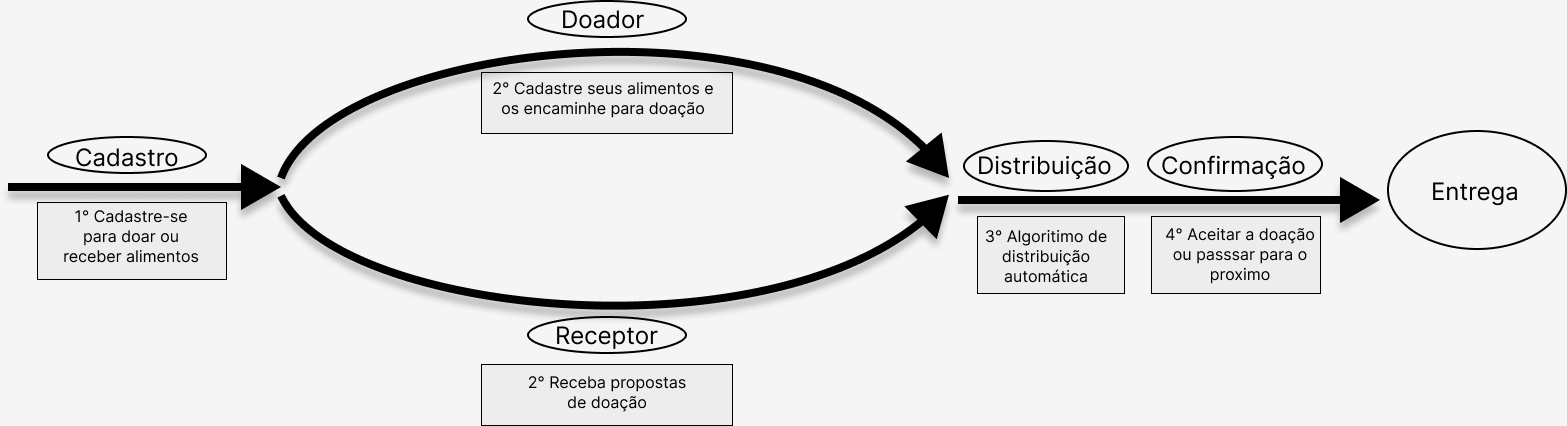 Doador
2° Cadastre seus alimentos e
os encaminhe para doação
Cadastro
1° Cadastre-se
para doar ou
receber alimentos
Receptor
2° Receba propostas
de doação
Distribuição
3° Algoritimo de
distribuição
automática
Confirmação
4° Aceitar a doação
ou passsar para o
proximo
Entrega